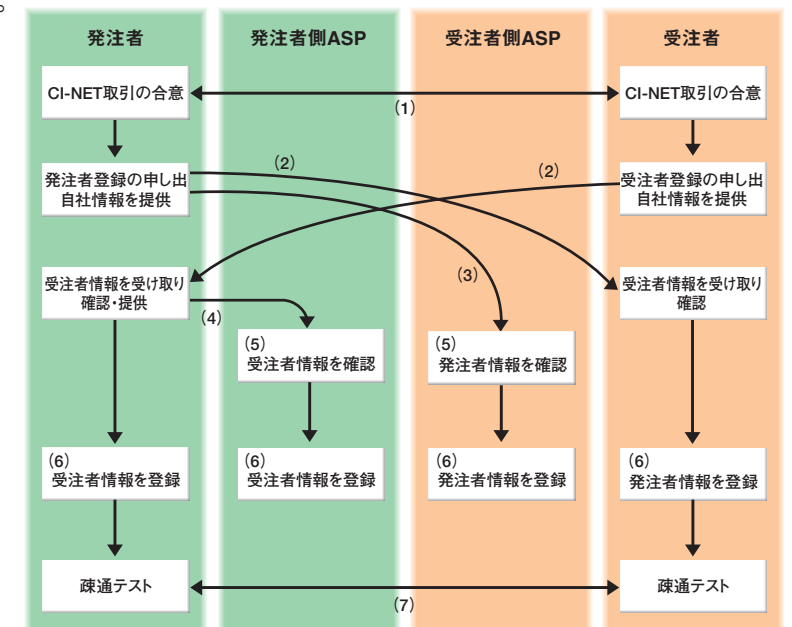 。
発注者
発注者側ASP
受注者側ASP
受注者
CI-NET取引の合意
(1)
CI-NET取引の合意
発注者登録の申し出
自社情報を提供
(2)
(2)
受注者登録の申し出
自社情報を提供
受注者情報を受け取り
確認・提供
(3)
受注者情報を受け取り
確認
(4)
(5)
受注者情報を確認
(5)
発注者情報を確認
(6)
受注者情報を登録
(6)
受注者情報を登録
(6)
発注者情報を登録
(6)
発注者情報を登録
疎通テスト
(7)
疎通テスト